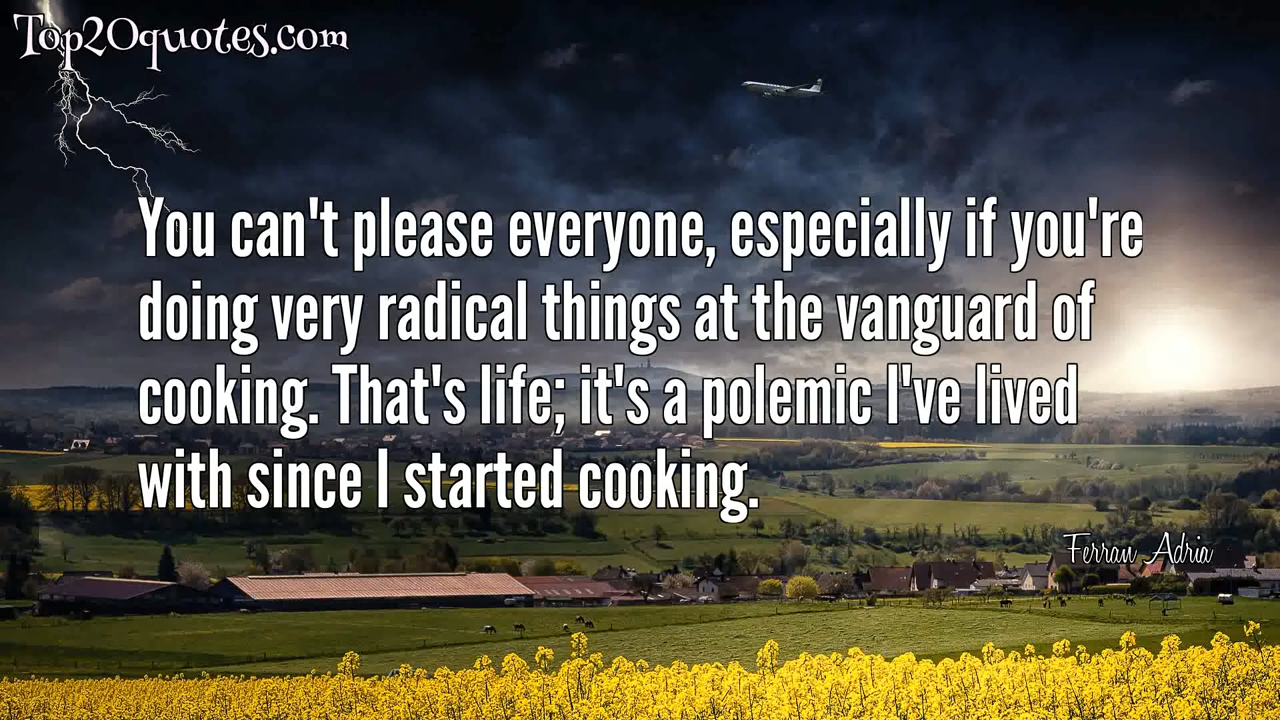 Top20quotes.com
You can't please everyone, especially if you're
doing very radical things at the vanguard of
cooking. That's life; it's a polemic I've lived
with since I started cooking.
Ferran Adria